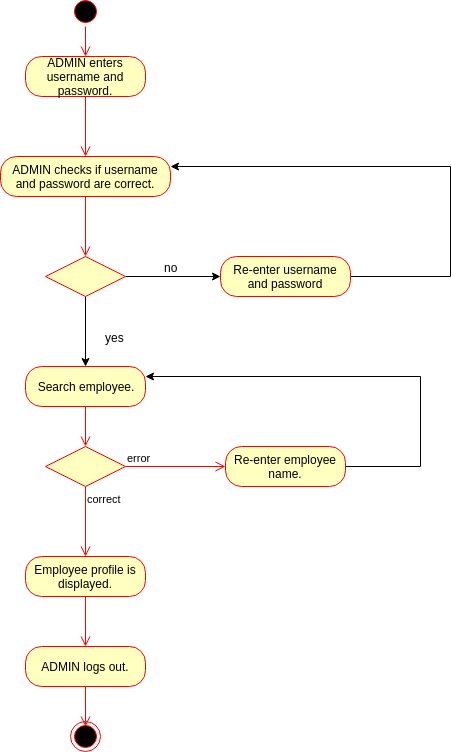 ADMIN enters
username and
password.
ADMIN checks if username
and password are correct.
no
Re-enter username
and password
yes
Search employee.
error
Re-enter employee
name.
correct
Employee profile is
displayed.
ADMIN logs out.